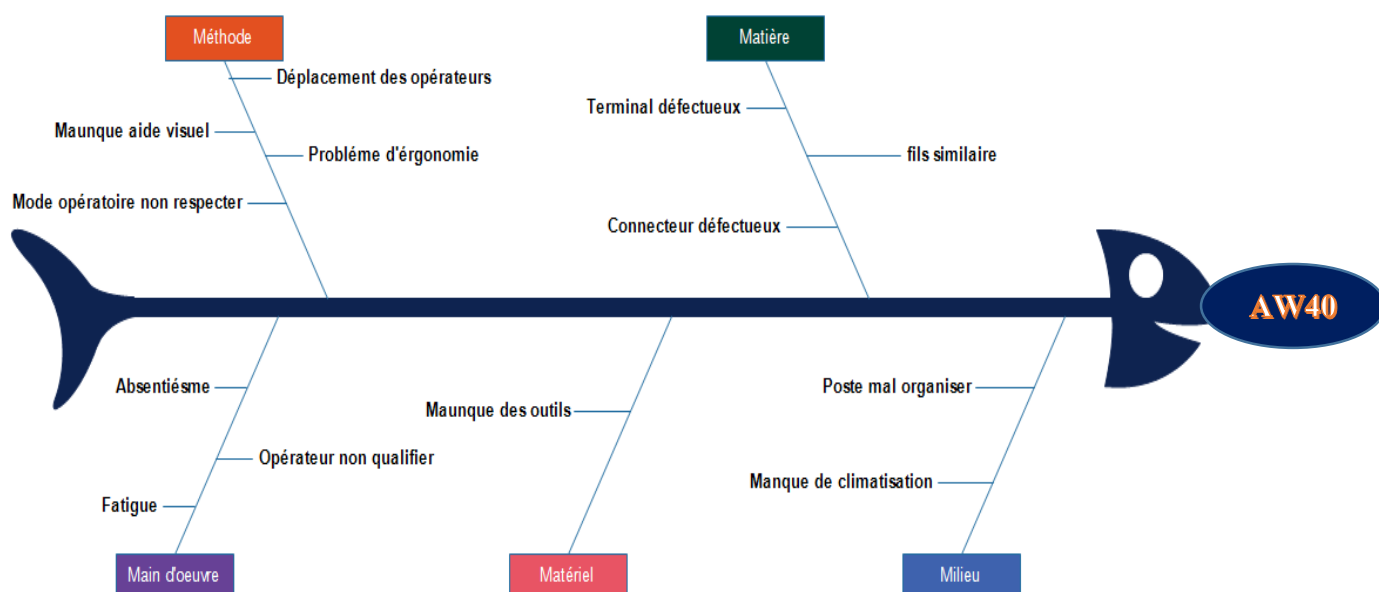 Méthode
Matière
Déplacement des opérateurs
Terminal défectueux
Maunque aide visuel
Probléme d'érgonomie
fils similaire
Mode opératoire non respecter
Connecteur défectueux
AW40
Absentiésme
Poste mal organiser
Maunque des outils
Opérateur non qualifier
Manque de climatisation
Fatigue
Main d'oeuvre
Matériel
Milieu